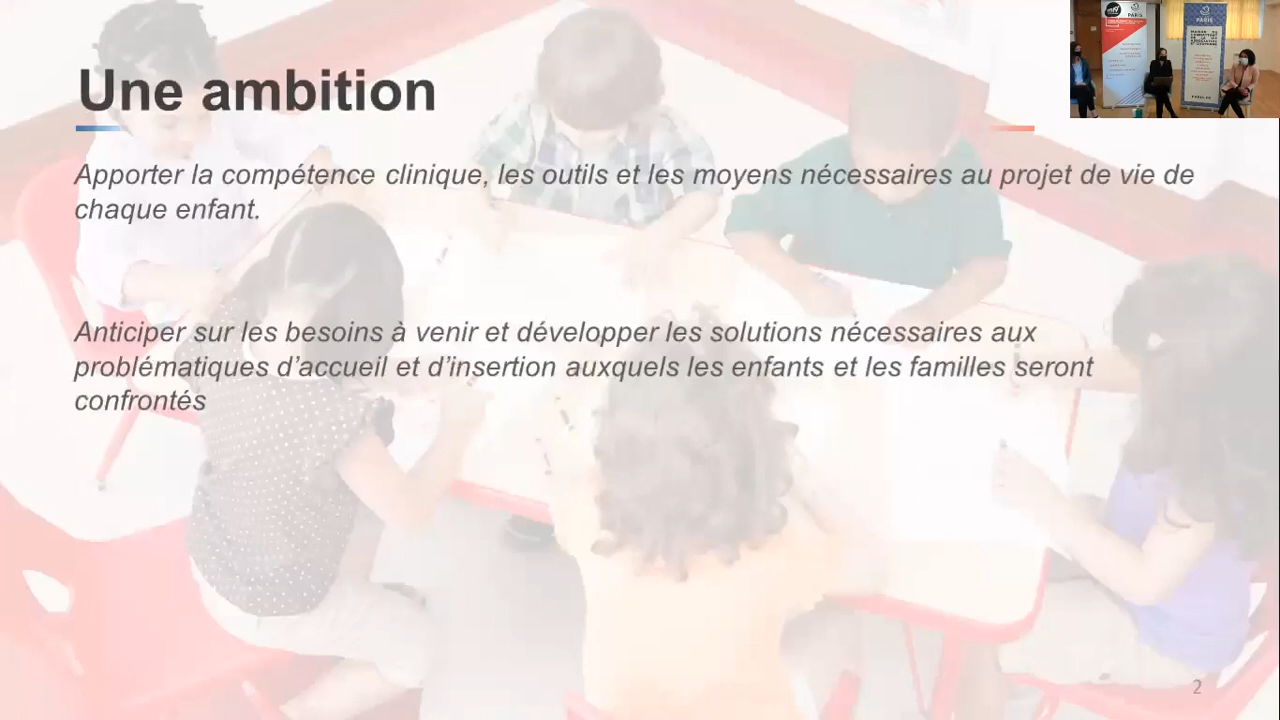 Une ambition
Apporter la compétence clinique, les outils et les moyens nécessaires au projet de vie de
chaque enfant.
Anticiper sur les besoins à venir et développer les solutions nécessaires aux
problématiques d’accueil et d’insertion auxquels les enfants et les familles seront
confrontés
2
PARIS
PARIS